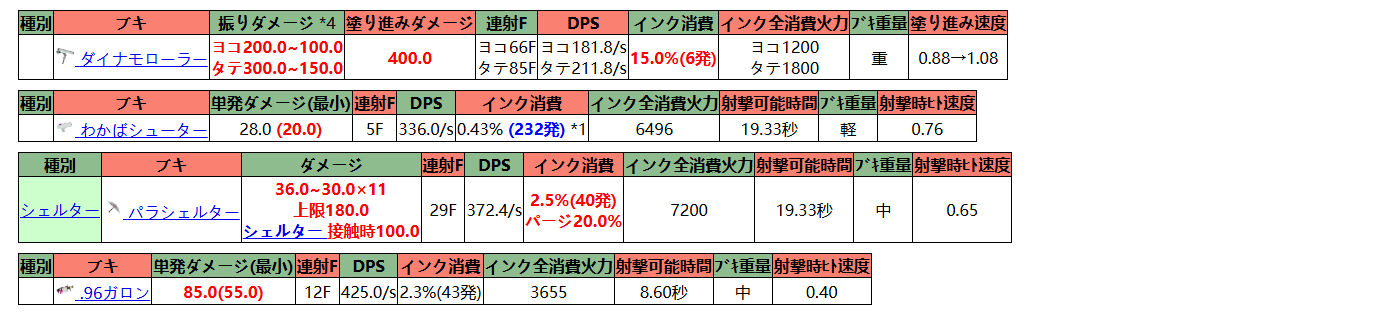 種別 ブキ 振りダメージ *4 塗り進みダメージ 連射F DPS インク消費 インク全消費火力 ﾌﾞｷ重量 塗り進み速度
ダイナモローラー ヨコ200.0~100.0 400.0 ヨコ66F ヨコ181.8/s 15.0%(6発) ヨコ1200 重 0.88→1.08
タテ300.0~150.0 タテ85F タテ211.8/s タテ1800
種別 ブキ 単発ダメージ(最小) 連射F DPS インク消費 インク全消費火力 射撃可能時間 ﾌﾞｷ重量 射撃時ﾋﾄ速度
わかばシューター 28.0 (20.0) 5F 336.0/s 0.43% (232発) *1 6496 19.33秒 軽 0.76
種別 ブキ ダメージ 連射F DPS インク消費 インク全消費火力 射撃可能時間 ﾌﾞｷ重量 射撃時ﾋﾄ速度
シェルター パラシェルター 36.0~30.0×11 29F 372.4/s 2.5%(40発) 7200 19.33秒 中 0.65
上限180.0 パージ20.0%
シェルター 接触時100.0
種別 ブキ 単発ダメージ(最小) 連射F DPS インク消費 インク全消費火力 射撃可能時間 ﾌﾞｷ重量 射撃時ﾋﾄ速度
.96ガロン 85.0(55.0) 12F 425.0/s 2.3%(43発) 3655 8.60秒 中 0.40